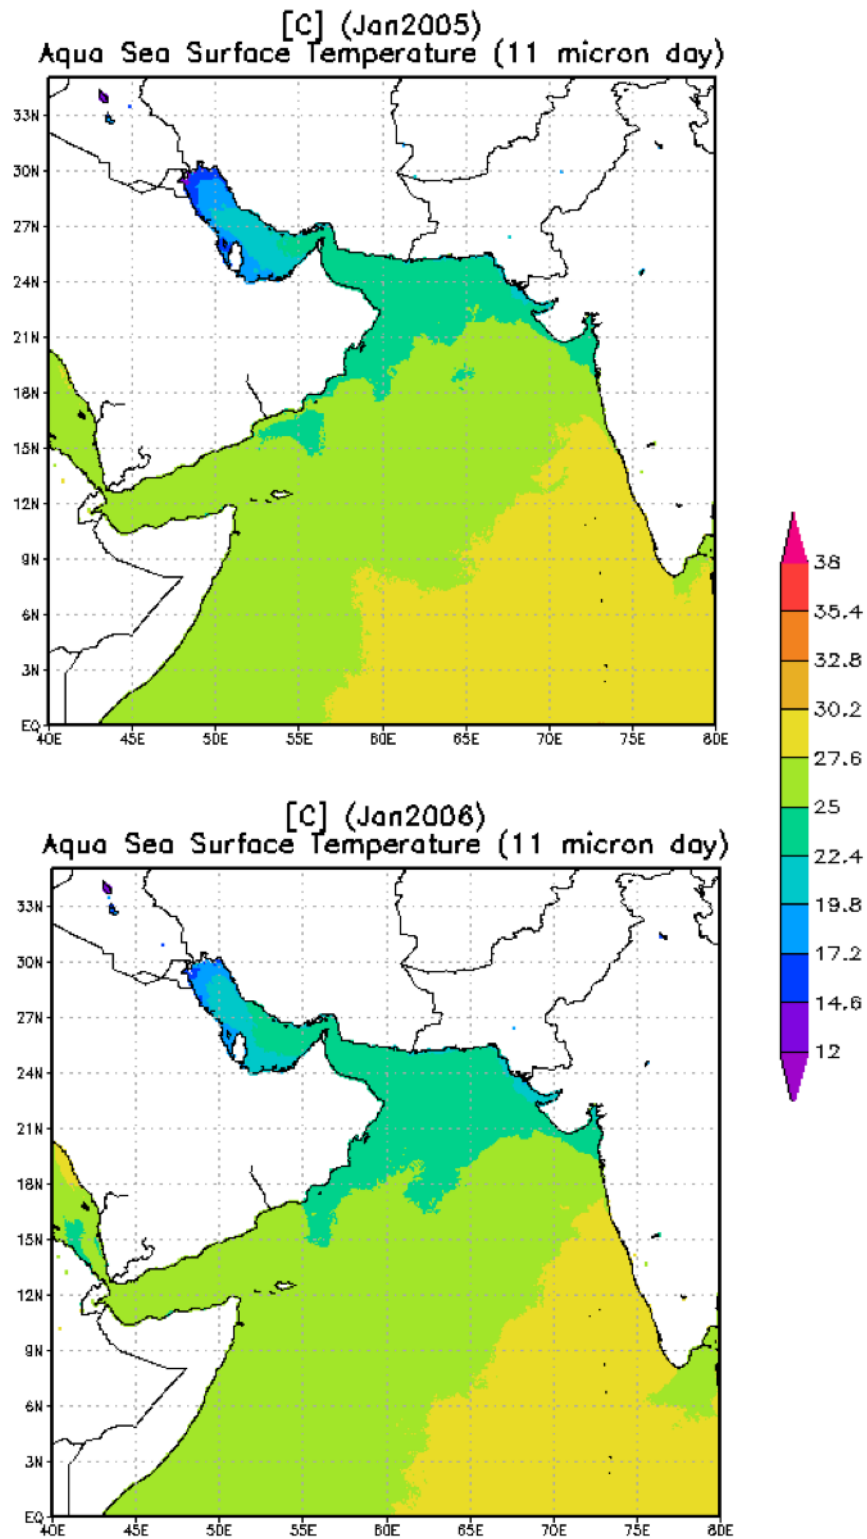 [C] (Jan2005)
Aqua Sea Surface Temperature (11 micron day)
33N
30N
27N
24N
21N
18N
15N
12N
9N
6N
3N
EQ
40E 45E 50E 55E 60E 65E 70E 75E 80E
38
35.4
32.8
30.2
27.6
25
22.4
19.8
17.2
14.6
12
[C] (Jan2006)
Aqua Sea Surface Temperature (11 micron day)
33N
30N
27N
24N
21N
18N
15N
12N
9N
6N
3N
EQ
40E 45E 50E 55E 60E 65E 70E 75E 80E